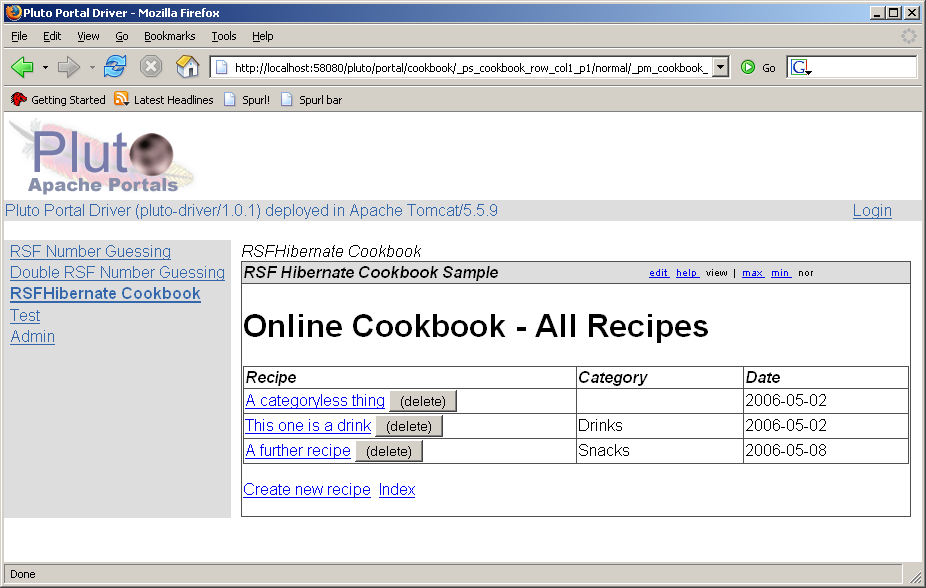 Pluto Portal Driver - Mozilla Firefox
File Edit View Go Bookmarks Tools Help
http://localhost:58080/pluto/portal/cookbook/_ps_cookbook_row_col1_p1/normal/_pm_cookbook_ Go G
Getting Started Latest Headlines Spurl! Spurl bar
Pluto
Apache Portals
Pluto Portal Driver (pluto-driver/1.0.1) deployed in Apache Tomcat/5.5.9 Login
RSF Number Guessing
Double RSF Number Guessing
RSFHibernate Cookbook
Test
Admin
RSFHibernate Cookbook
RSF Hibernate Cookbook Sample edit help view | max min nor
Online Cookbook - All Recipes
Recipe Category Date
A categoryless thing (delete) 2006-05-02
This one is a drink (delete) Drinks 2006-05-02
A further recipe (delete) Snacks 2006-05-08
Create new recipe Index
Done